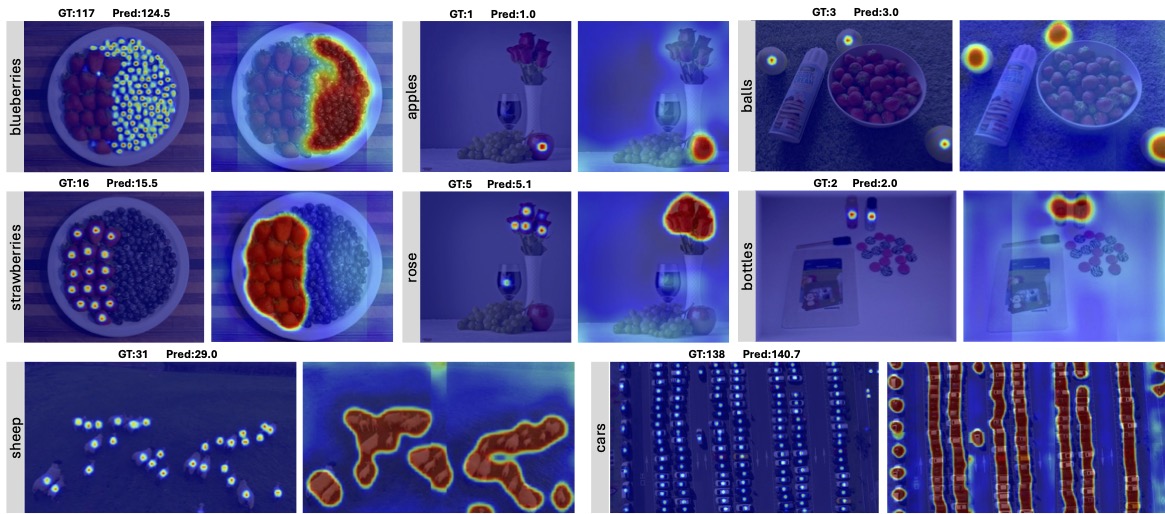 GT:117 Pred:124.5
blueberries
GT:1 Pred:1.0
apples
GT:3 Pred:3.0
balls
GT:16 Pred:15.5
strawberries
GT:5 Pred:5.1
rose
GT:2 Pred:2.0
bottles
GT:31 Pred:29.0
sheep
GT:138 Pred:140.7
cars